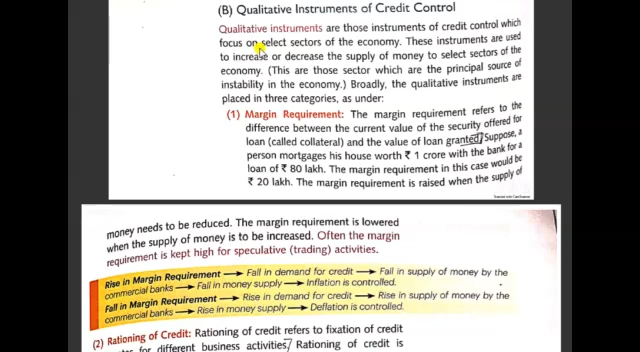 (B) Qualitative Instruments of Credit Control
Qualitative instruments are those instruments of credit control which
focus on select sectors of the economy. These instruments are used
to increase or decrease the supply of money to select sectors of the
economy. (This are those sector which are the principal source of
instability in the economy.) Broadly, the qualitative instruments are
placed in three categories, as under:
(1) Margin Requirement: The margin requirement refers to the
difference between the current value of the security offered for
loan (called collateral) and the value of loan granted. Suppose, a
person mortgages his house worth ₹ 1 crore with the bank for a
loan of ₹ 80 lakh. The margin requirement in this case would be
₹ 20 lakh. The margin requirement is raised when the supply of
money needs to be reduced. The margin requirement is lowered
when the supply of money is to be increased. Often the margin
requirement is kept high for speculative (trading) activities.
Rise in Margin Requirement → Fall in demand for credit → Fall in supply of money by the
commercial banks → Fall in money supply → Inflation is controlled.
Fall in Margin Requirement → Rise in demand for credit → Rise in supply of money by the
commercial banks → Rise in money supply → Deflation is controlled.
(2) Rationing of Credit: Rationing of credit refers to fixation of credit
for different business activities. Rationing of credit is